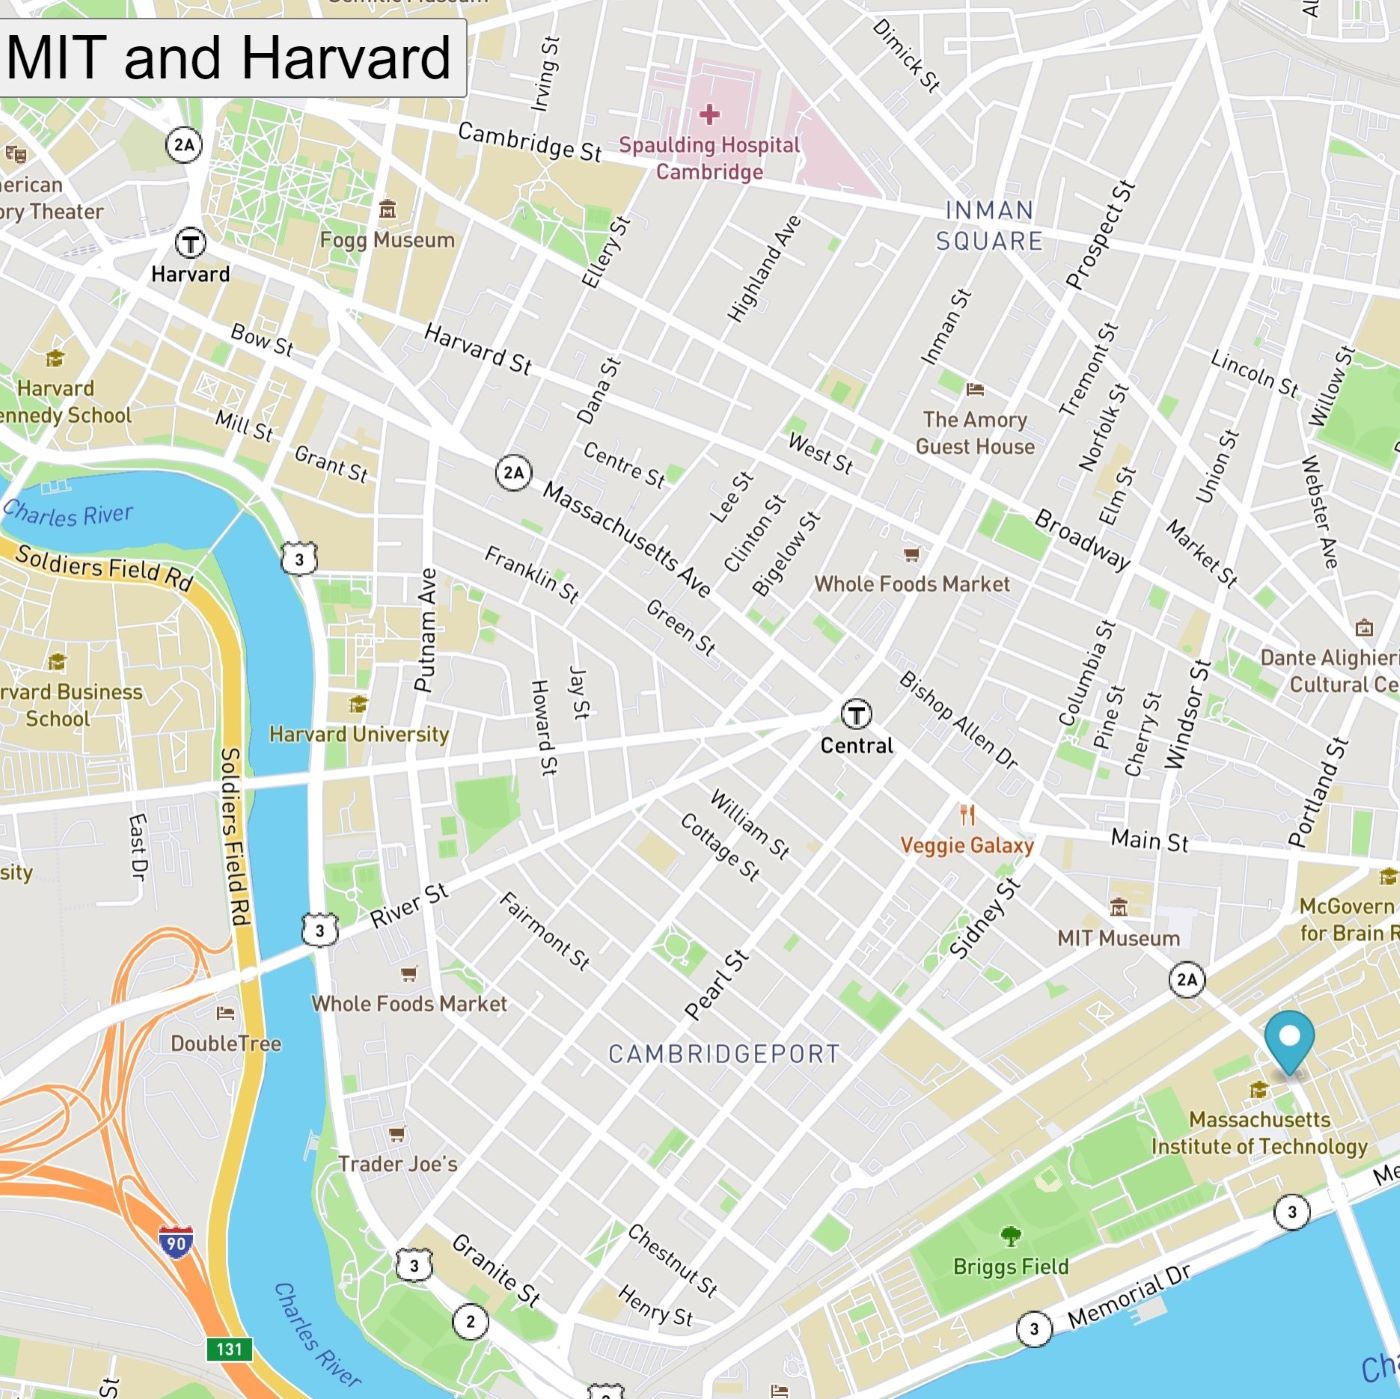 MIT and Harvard
Irving St
Dimick St
2A
Cambridge St
Spaulding Hospital
Cambridge
ory Theater
Fogg Museum
Harvard
Ellery St
Highland Ave
INMAN
SQUARE
Prospect St
Bow St
Harvard St
Inman St
Tremont St
Lincoln St
Willow St
Harvard
ennedy School
Dana St
The Amory
Guest House
Norfolk St
Mill St
Grant St
Centre St
West St
Union St
2A
Massachusetts Ave
Lee St
Clinton St
Bigelow St
Elm St
Webster Ave
Charles River
Soldiers Field Rd
3
Franklin St
Whole Foods Market
Broadway
Market St
Putnam Ave
Green St
Columbia St
Dante Alighieri
Cultural Ce
rvard Business
School
Harvard University
Howard St
Jay St
Central
Bishop Allen Dr
Pine St
Cherry St
Windsor St
Portland St
Soldiers Field Rd
East Dr
sity
William St
Cottage St
Veggie Galaxy
Main St
3
River St
Fairmont St
Pearl St
Sidney St
MIT Museum
McGovern
for Brain R
2A
Whole Foods Market
DoubleTree
CAMBRIDGEPORT
Massachusetts
Institute of Technology
Trader Joe's
90
3
Granite St
Chestnut St
Henry St
Briggs Field
3
Memorial Dr
3
Me
2
131
Charles River
St
Cha